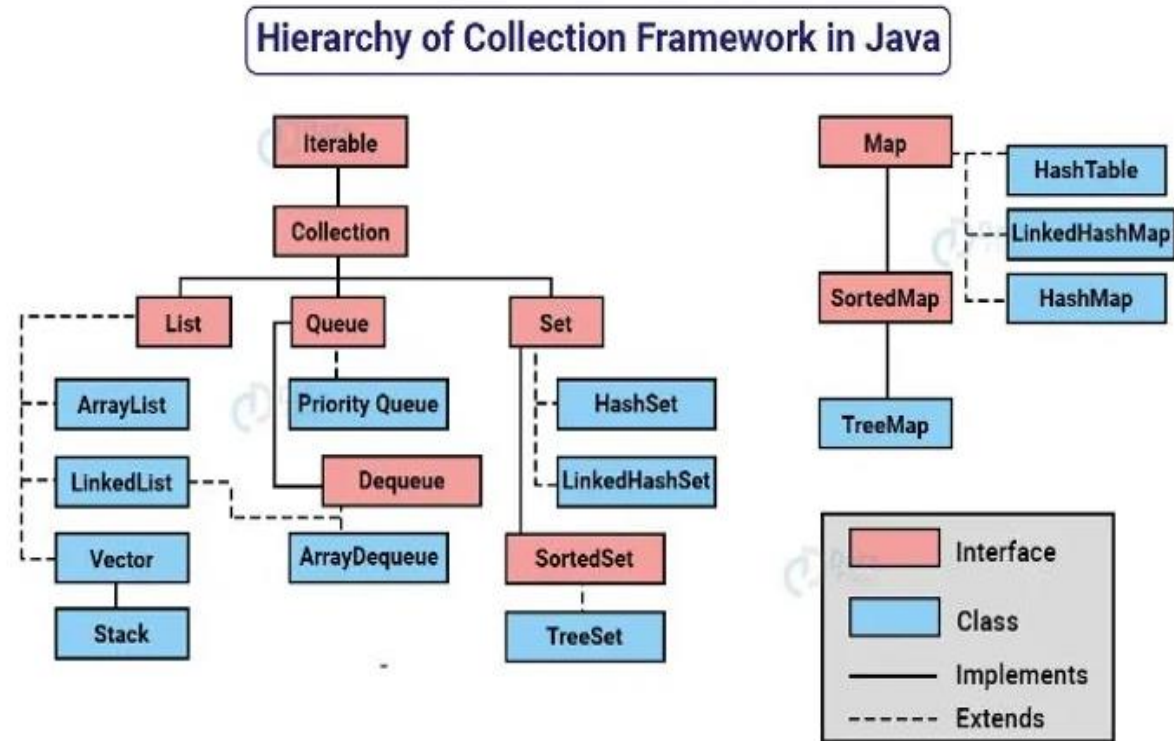 Hierarchy of Collection Framework in Java
Iterable
Map
HashTable
Collection
LinkedHashMap
SortedMap
HashMap
List
Queue
Set
ArrayList
Priority Queue
HashSet
TreeMap
LinkedList
Dequeue
LinkedHashSet
Vector
ArrayDequeue
SortedSet
Stack
TreeSet
Interface
Class
Implements
Extends